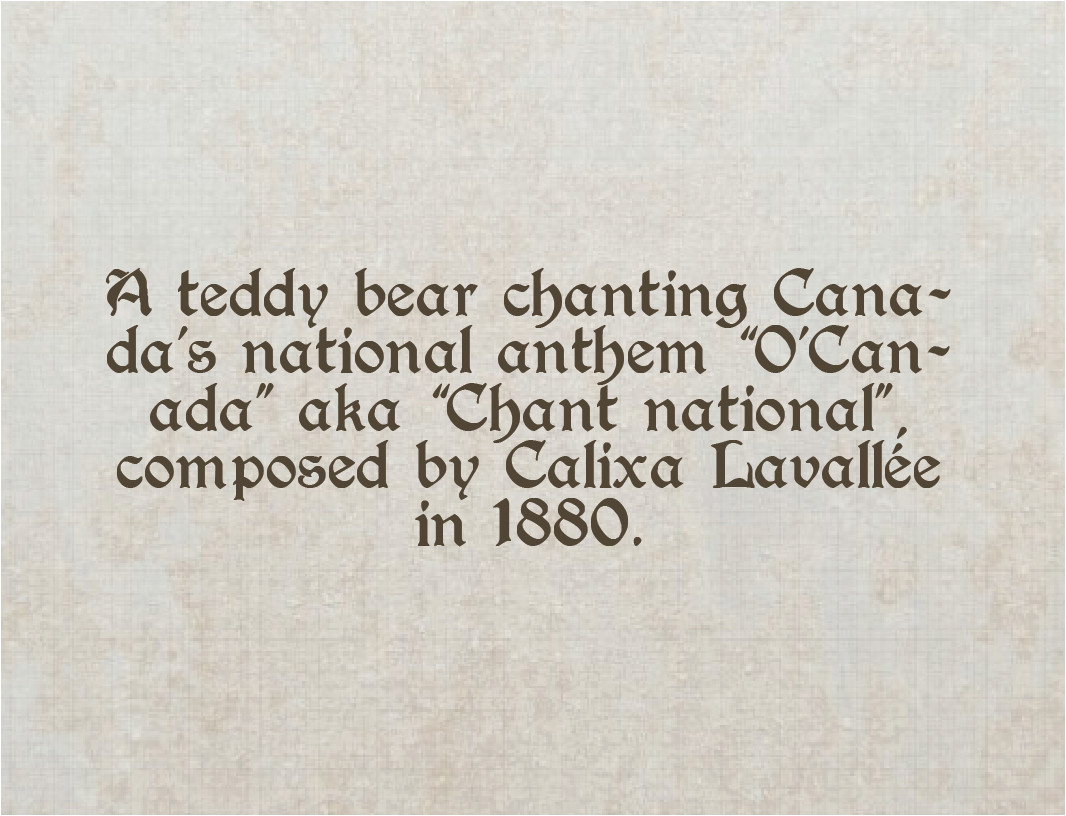 A teddy bear chanting Cana-
da's national anthem “O'Can-
ada” aka “Chant national”,
composed by Calixa Lavallée
in 1880.